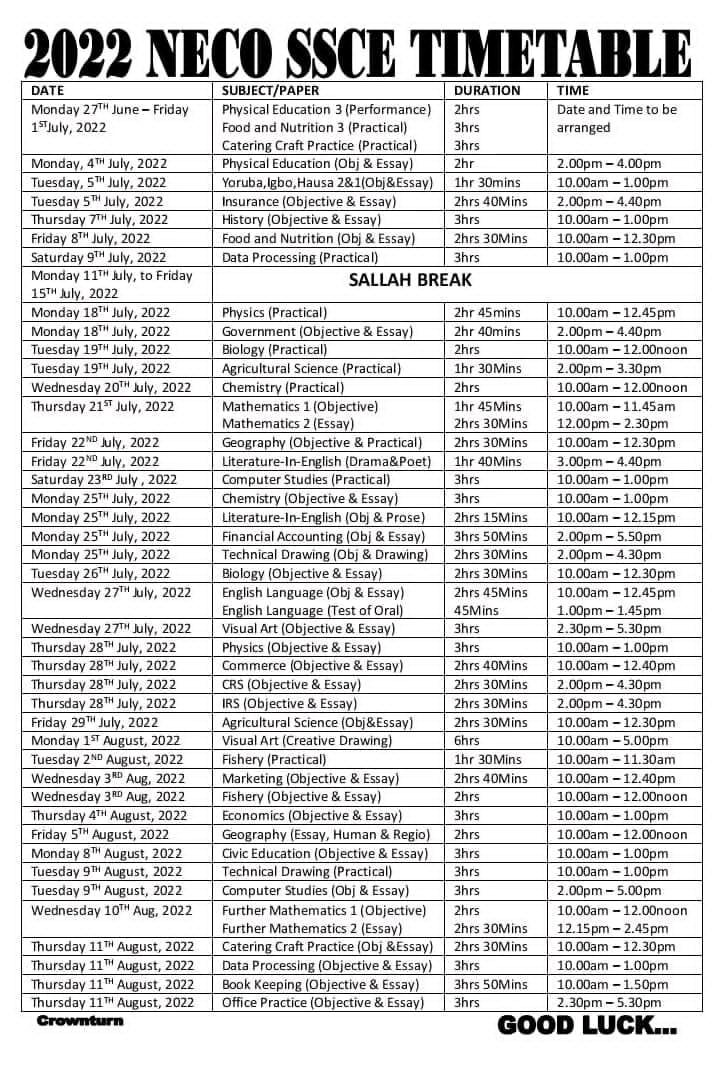 2022 NECO SSCE TIMETABLE
DATE SUBJECT/PAPER DURATION TIME
Monday 27TH June – Friday Physical Education 3 (Performance) 2hrs Date and Time to be
1STJuly, 2022 Food and Nutrition 3 (Practical) 3hrs arranged
Catering Craft Practice (Practical) 3hrs
Monday, 4TH July, 2022 Physical Education (Obj & Essay) 2hr 2.00pm – 4.00pm
Tuesday, 5TH July, 2022 Yoruba,Igbo,Hausa 2&1(Obj&Essay) 1hr 30mins 10.00am – 1.00pm
Tuesday 5TH July, 2022 Insurance (Objective & Essay) 2hrs 40Mins 2.00pm – 4.40pm
Thursday 7TH July, 2022 History (Objective & Essay) 3hrs 10.00am – 1.00pm
Friday 8TH July, 2022 Food and Nutrition (Obj & Essay) 2hrs 30Mins 10.00am – 12.30pm
Saturday 9TH July, 2022 Data Processing (Practical) 3hrs 10.00am – 1.00pm
Monday 11TH July, to Friday SALLAH BREAK
15TH July, 2022
Monday 18TH July, 2022 Physics (Practical) 2hr 45mins 10.00am – 12.45pm
Monday 18TH July, 2022 Government (Objective & Essay) 2hr 40mins 2.00pm – 4.40pm
Tuesday 19TH July, 2022 Biology (Practical) 2hrs 10.00am – 12.00noon
Tuesday 19TH July, 2022 Agricultural Science (Practical) 1hr 30Mins 2.00pm – 3.30pm
Wednesday 20TH July, 2022 Chemistry (Practical) 2hrs 10.00am – 12.00noon
Thursday 21ST July, 2022 Mathematics 1 (Objective) 1hr 45Mins 10.00am – 11.45am
Mathematics 2 (Essay) 2hrs 30Mins 12.00pm – 2.30pm
Friday 22ND July, 2022 Geography (Objective & Practical) 2hrs 30Mins 10.00am – 12.30pm
Friday 22ND July, 2022 Literature-In-English (Drama&Poet) 1hr 40Mins 3.00pm – 4.40pm
Saturday 23RD July , 2022 Computer Studies (Practical) 3hrs 10.00am – 1.00pm
Monday 25TH July, 2022 Chemistry (Objective & Essay) 3hrs 10.00am – 1.00pm
Monday 25TH July, 2022 Literature-In-English (Obj & Prose) 2hrs 15Mins 10.00am – 12.15pm
Monday 25TH July, 2022 Financial Accounting (Obj & Essay) 3hrs 50Mins 2.00pm – 5.50pm
Monday 25TH July, 2022 Technical Drawing (Obj & Drawing) 2hrs 30Mins 2.00pm – 4.30pm
Tuesday 26TH July, 2022 Biology (Objective & Essay) 2hrs 30Mins 10.00am – 12.30pm
Wednesday 27TH July, 2022 English Language (Obj & Essay) 2hrs 45Mins 10.00am – 12.45pm
English Language (Test of Oral) 45Mins 1.00pm – 1.45pm
Wednesday 27TH July, 2022 Visual Art (Objective & Essay) 3hrs 2.30pm – 5.30pm
Thursday 28TH July, 2022 Physics (Objective & Essay) 3hrs 10.00am – 1.00pm
Thursday 28TH July, 2022 Commerce (Objective & Essay) 2hrs 40Mins 10.00am – 12.40pm
Thursday 28TH July, 2022 CRS (Objective & Essay) 2hrs 30Mins 2.00pm – 4.30pm
Thursday 28TH July, 2022 IRS (Objective & Essay) 2hrs 30Mins 2.00pm – 4.30pm
Friday 29TH July, 2022 Agricultural Science (Obj&Essay) 2hrs 30Mins 10.00am – 12.30pm
Monday 1ST August, 2022 Visual Art (Creative Drawing) 6hrs 10.00am – 5.00pm
Tuesday 2ND August, 2022 Fishery (Practical) 1hr 30Mins 10.00am – 11.30am
Wednesday 3RD Aug, 2022 Marketing (Objective & Essay) 2hrs 40Mins 10.00am – 12.40pm
Wednesday 3RD Aug, 2022 Fishery (Objective & Essay) 2hrs 10.00am – 12.00noon
Thursday 4TH August, 2022 Economics (Objective & Essay) 3hrs 10.00am – 1.00pm
Friday 5TH August, 2022 Geography (Essay, Human & Regio) 2hrs 10.00am – 12.00noon
Monday 8TH August, 2022 Civic Education (Objective & Essay) 3hrs 10.00am – 1.00pm
Tuesday 9TH August, 2022 Technical Drawing (Practical) 3hrs 10.00am – 1.00pm
Tuesday 9TH August, 2022 Computer Studies (Obj & Essay) 3hrs 2.00pm – 5.00pm
Wednesday 10TH Aug, 2022 Further Mathematics 1 (Objective) 2hrs 10.00am – 12.00noon
Further Mathematics 2 (Essay) 2hrs 30Mins 12.15pm – 2.45pm
Thursday 11TH August, 2022 Catering Craft Practice (Obj &Essay) 2hrs 30Mins 10.00am – 12.30pm
Thursday 11TH August, 2022 Data Processing (Objective & Essay) 3hrs 10.00am – 1.00pm
Thursday 11TH August, 2022 Book Keeping (Objective & Essay) 3hrs 50Mins 10.00am – 1.50pm
Thursday 11TH August, 2022 Office Practice (Objective & Essay) 3hrs 2.30pm – 5.30pm
Crownturn GOOD LUCK...